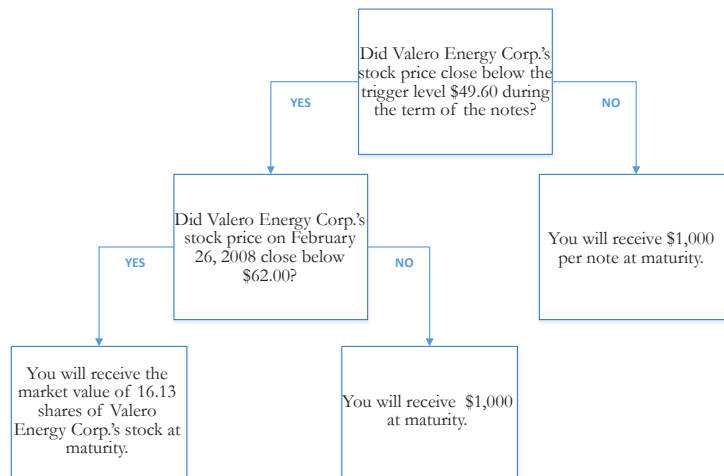 Did Valero Energy Corp.'s
stock price close below the
trigger level $49.60 during
the term of the notes?
YES
NO
Did Valero Energy Corp.'s
stock price on February
26, 2008 close below
$62.00?
You will receive $1,000
per note at maturity.
YES
NO
You will receive the
market value of 16.13
shares of Valero
Energy Corp.'s stock at
maturity.
You will receive $1,000
at maturity.